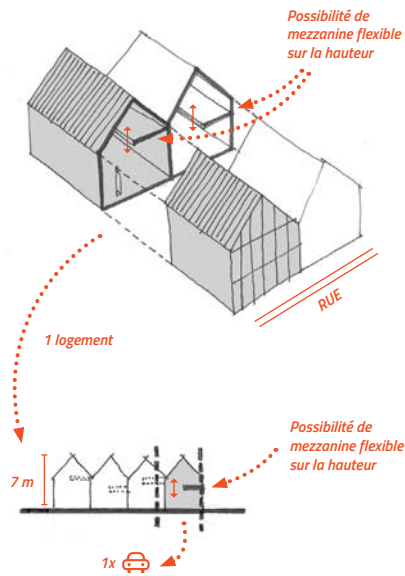 Possibilité de
mezzanine flexible
sur la hauteur
RUE
1 logement
Possibilité de
mezzanine flexible
sur la hauteur
7 m
1x